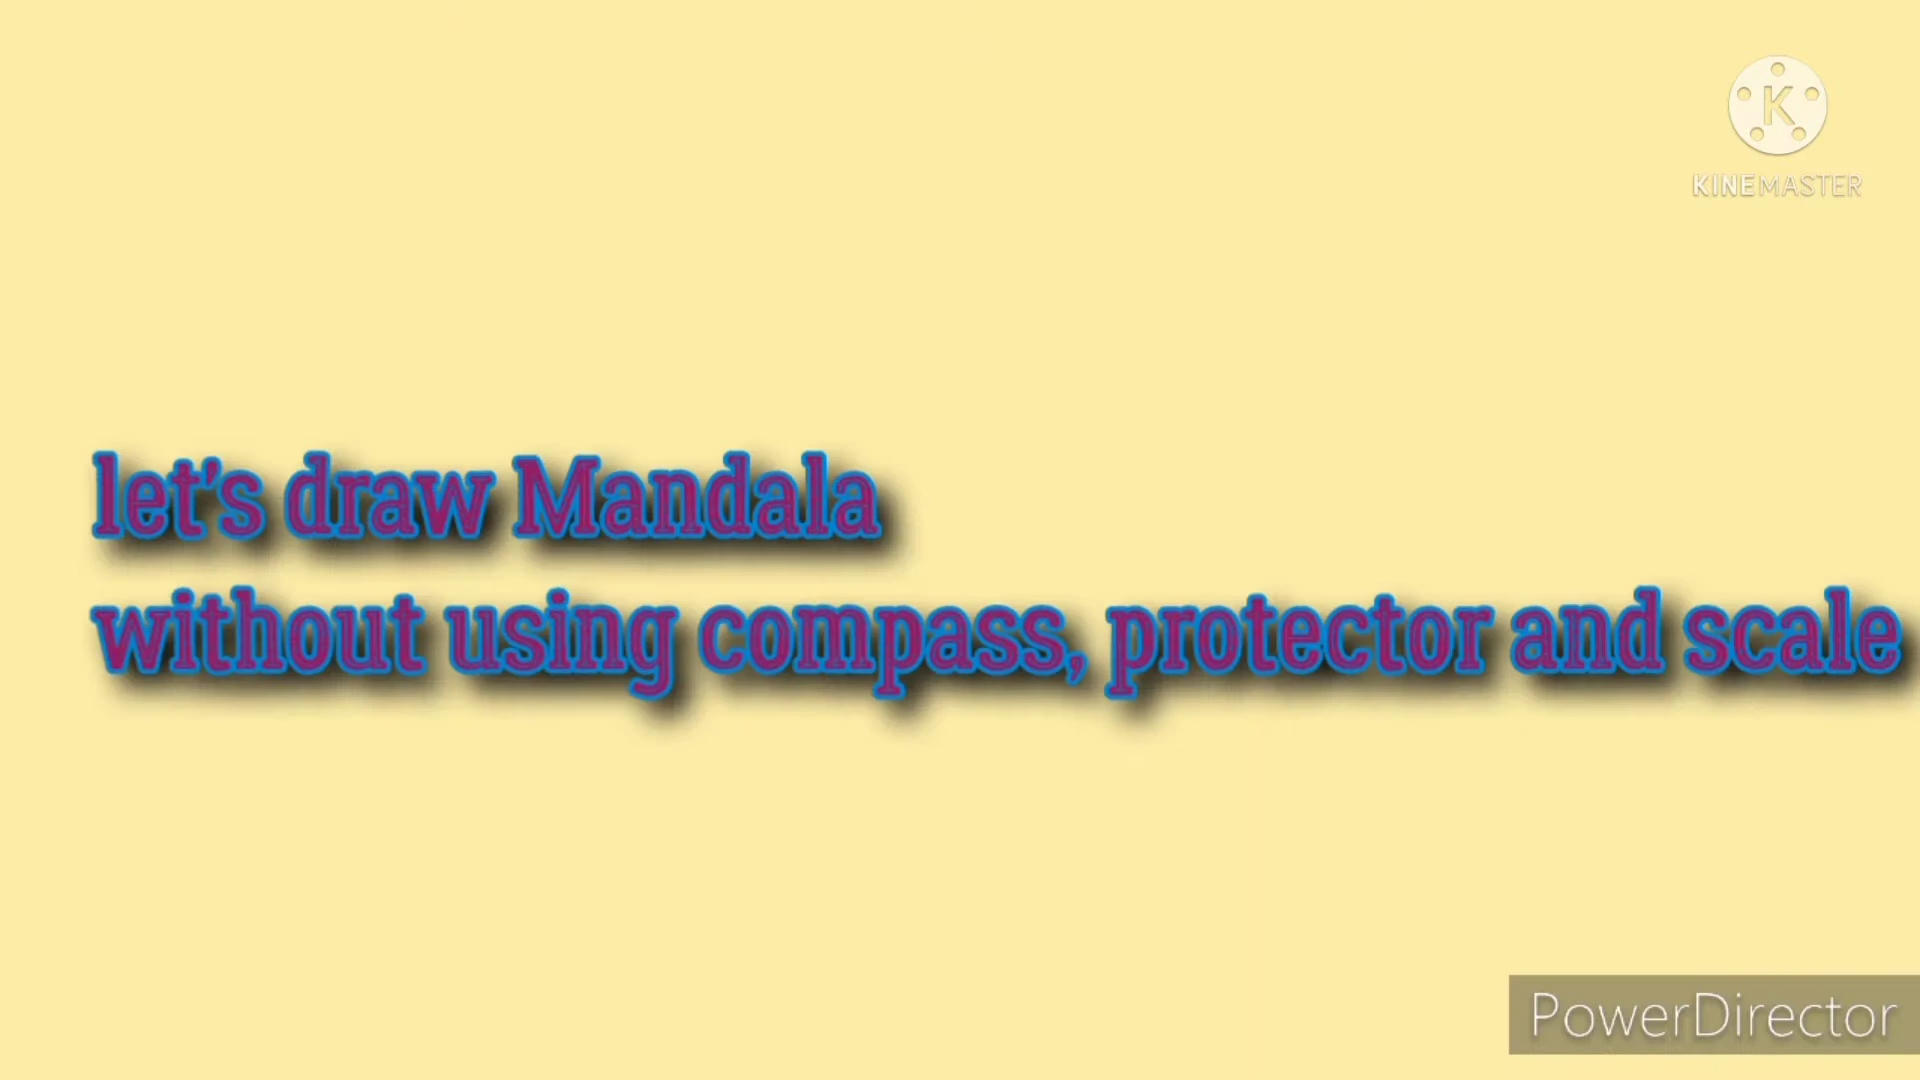 K
KINEMASTER
let's draw Mandala
without using compass, protector and scale
PowerDirector